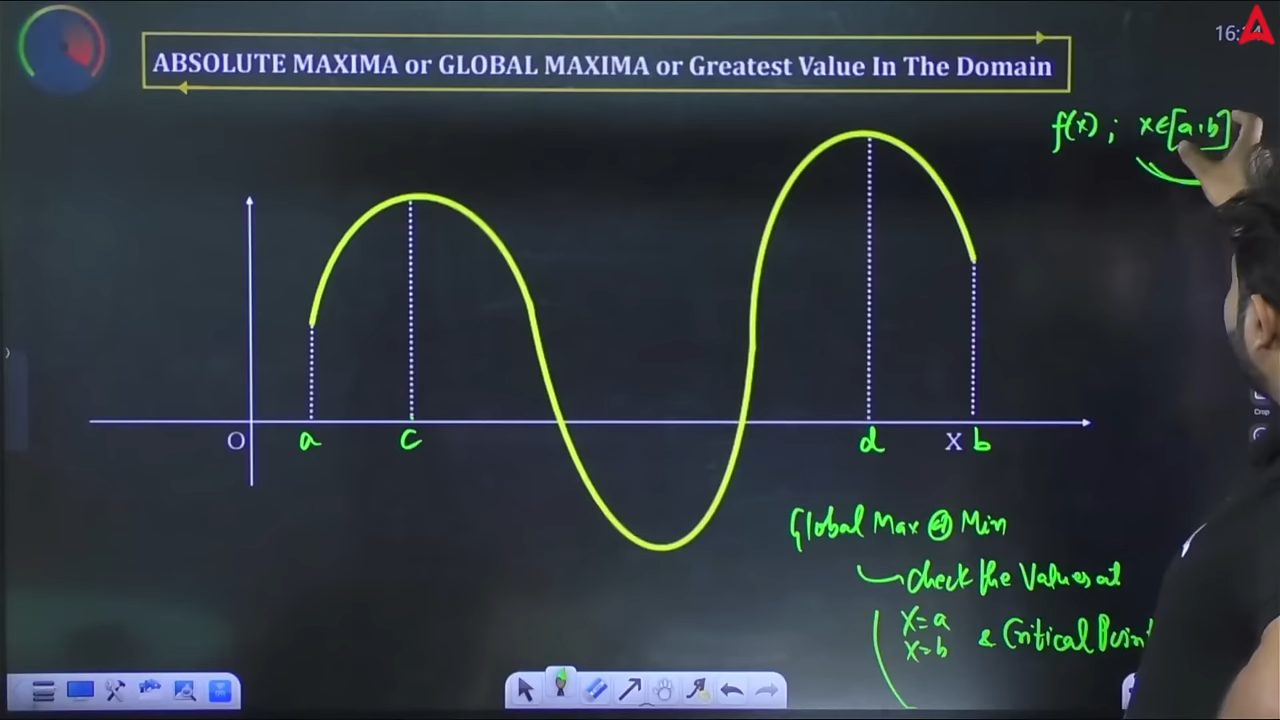 ABSOLUTE MAXIMA or GLOBAL MAXIMA or Greatest Value In The Domain
f(x) ; x∈[a,b]
O a c d X b
Global Max Min
check the Values at
x=a
x=b & Critical
Crop